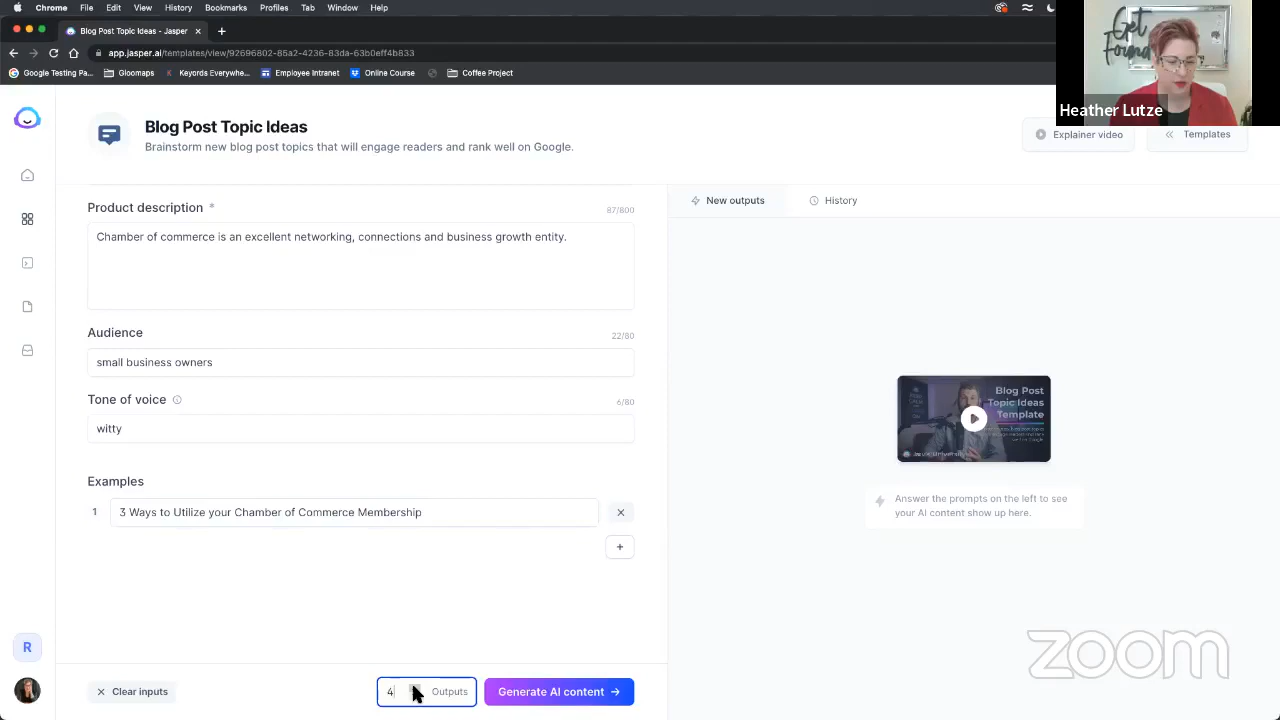 Chrome File Edit View History Bookmarks Profiles Tab Window Help
Blog Post Topic Ideas - Jasper
app.jasper.ai/templates/view/92696802-85a2-4236-83da-63b0eff4b833
Google Testing Pa... Gloomaps Keyords Everywhe... Employee Intranet Online Course Coffee Project
Get
Found
Heather Lutze
Blog Post Topic Ideas
Brainstorm new blog post topics that will engage readers and rank well on Google.
Explainer video
Templates
Product description *
87/800
New outputs
History
Chamber of commerce is an excellent networking, connections and business growth entity.
Audience
22/80
small business owners
Tone of voice
6/80
witty
Blog Post
Topic Ideas
Template
Examples
1 3 Ways to Utilize your Chamber of Commerce Membership
Answer the prompts on the left to see
your AI content show up here.
R
Clear inputs
4 Outputs
Generate AI content
zoom